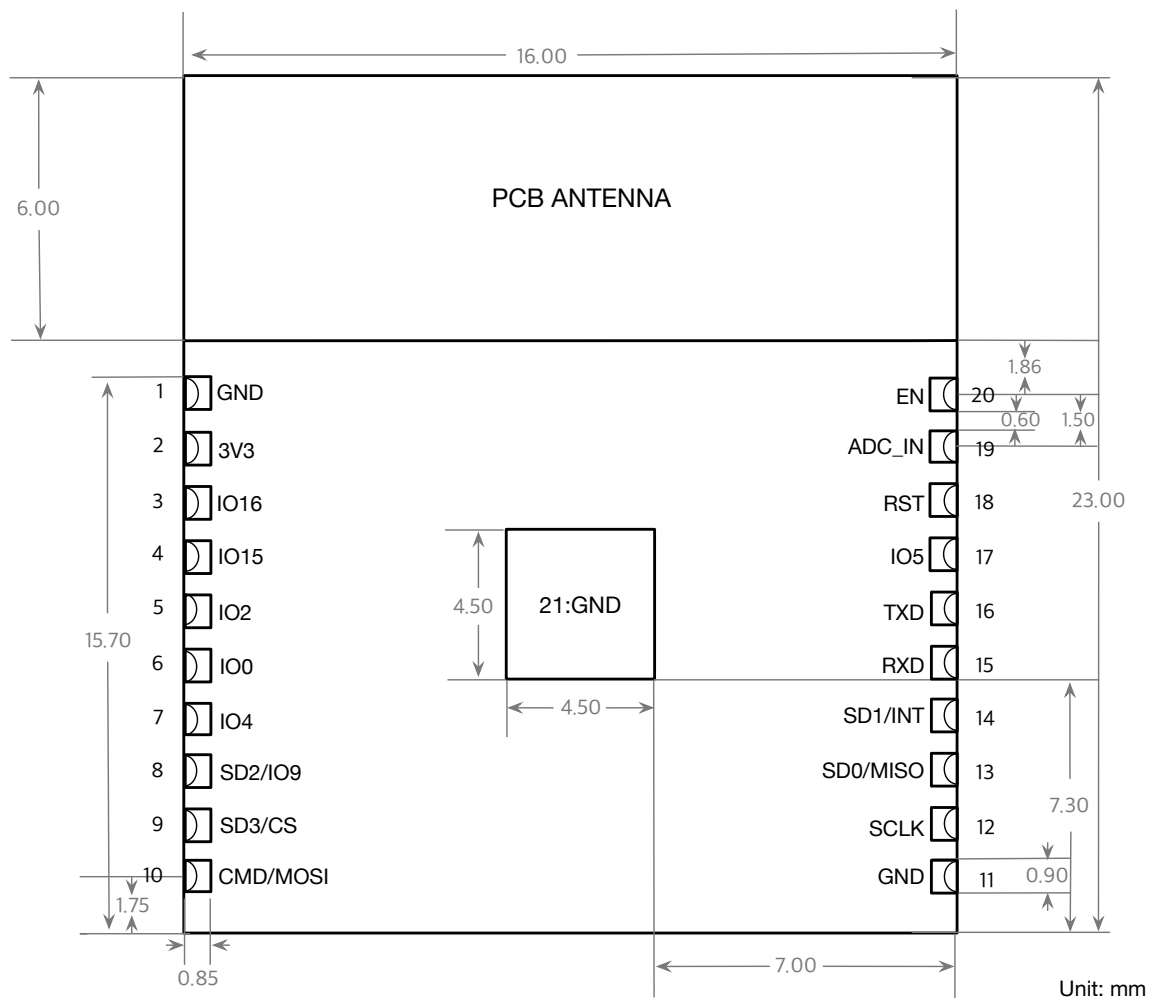 16.00
PCB ANTENNA
6.00
1.86
1 GND
EN 20
0.60 1.50
2 3V3
ADC_IN 19
3 IO16
RST 18
23.00
4 IO15
IO5 17
4.50
21:GND
5 IO2
TXD 16
15.70
6 IO0
RXD 15
4.50
7 IO4
SD1/INT 14
8 SD2/IO9
SD0/MISO 13
7.30
9 SD3/CS
SCLK 12
10 CMD/MOSI
GND 11
0.90
1.75
0.85
7.00
Unit: mm